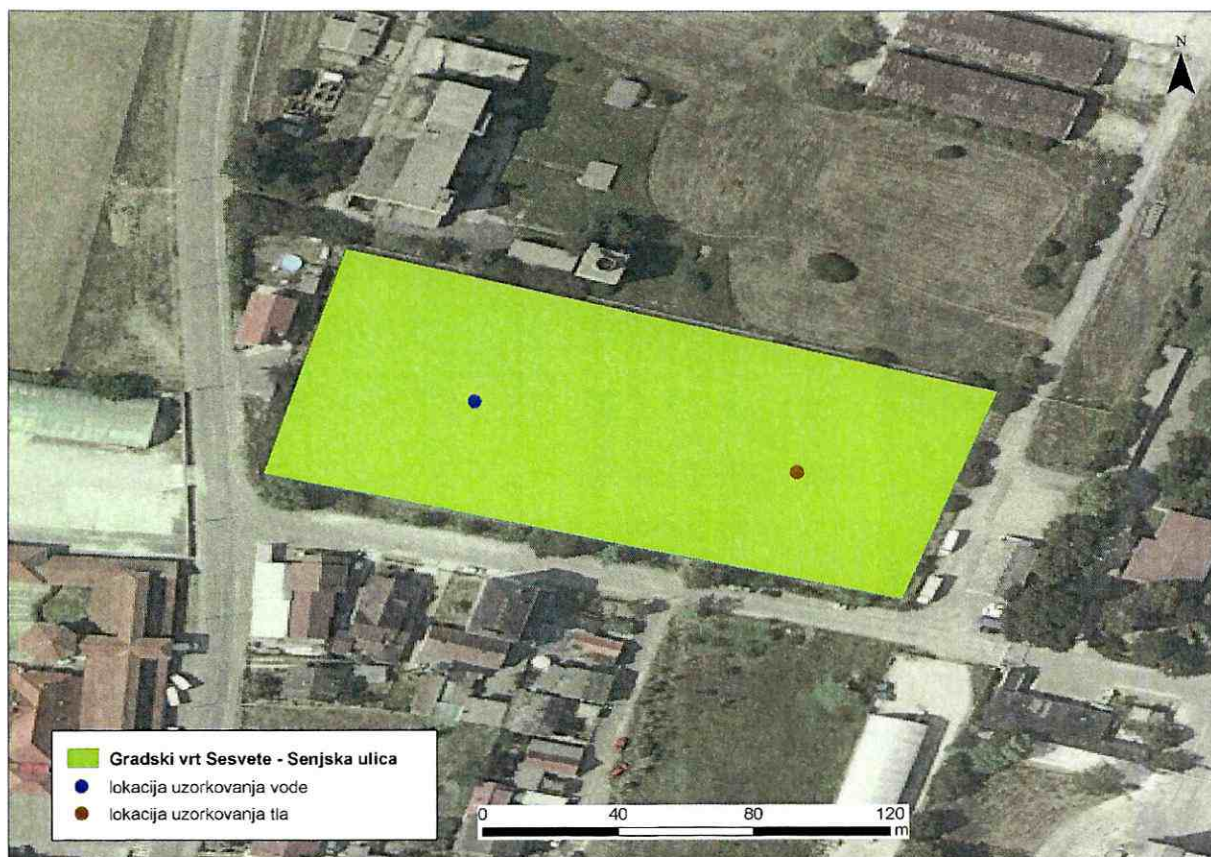 N
Gradski vrt Sesvete - Senjska ulica
lokacija uzorkovanja vode
lokacija uzorkovanja tla
0 40 80 120
m